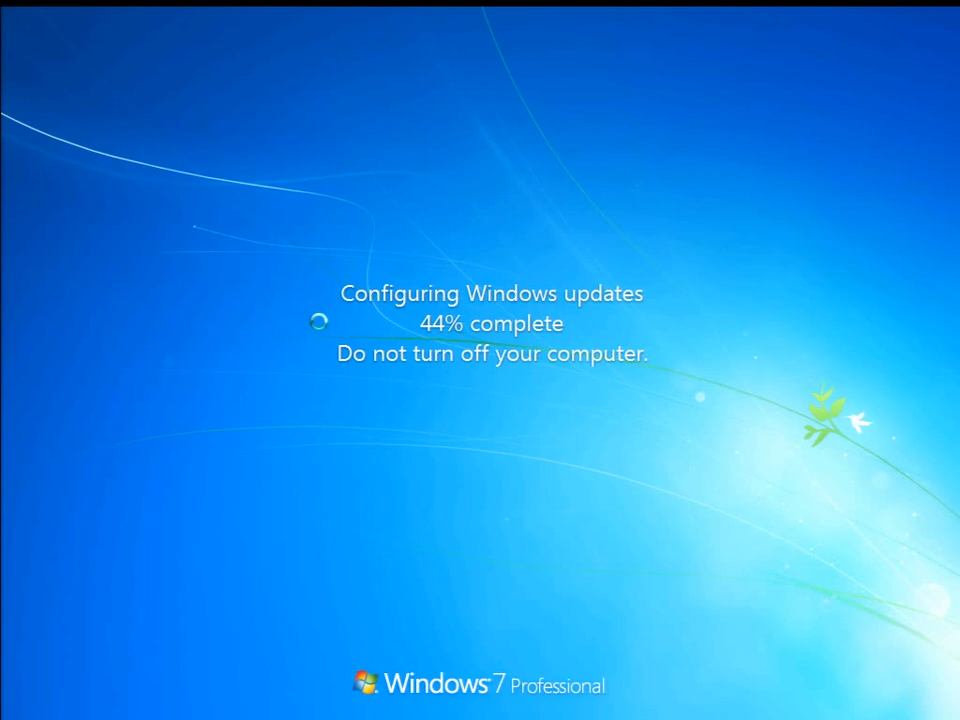 Configuring Windows updates
44% complete
Do not turn off your computer.
Windows 7 Professional